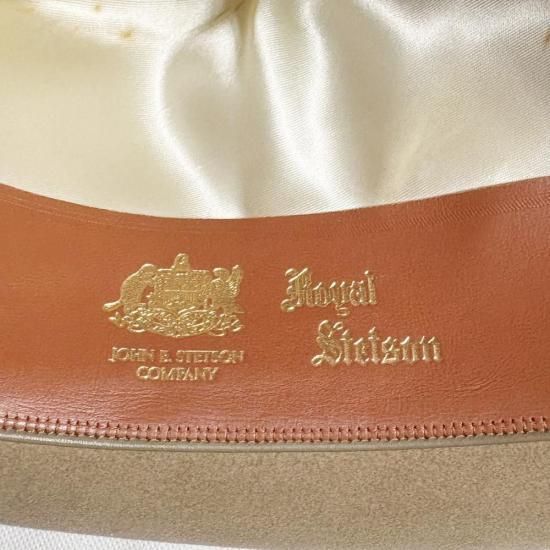 JOHN B. STETSON
COMPANY
Royal
Stetson